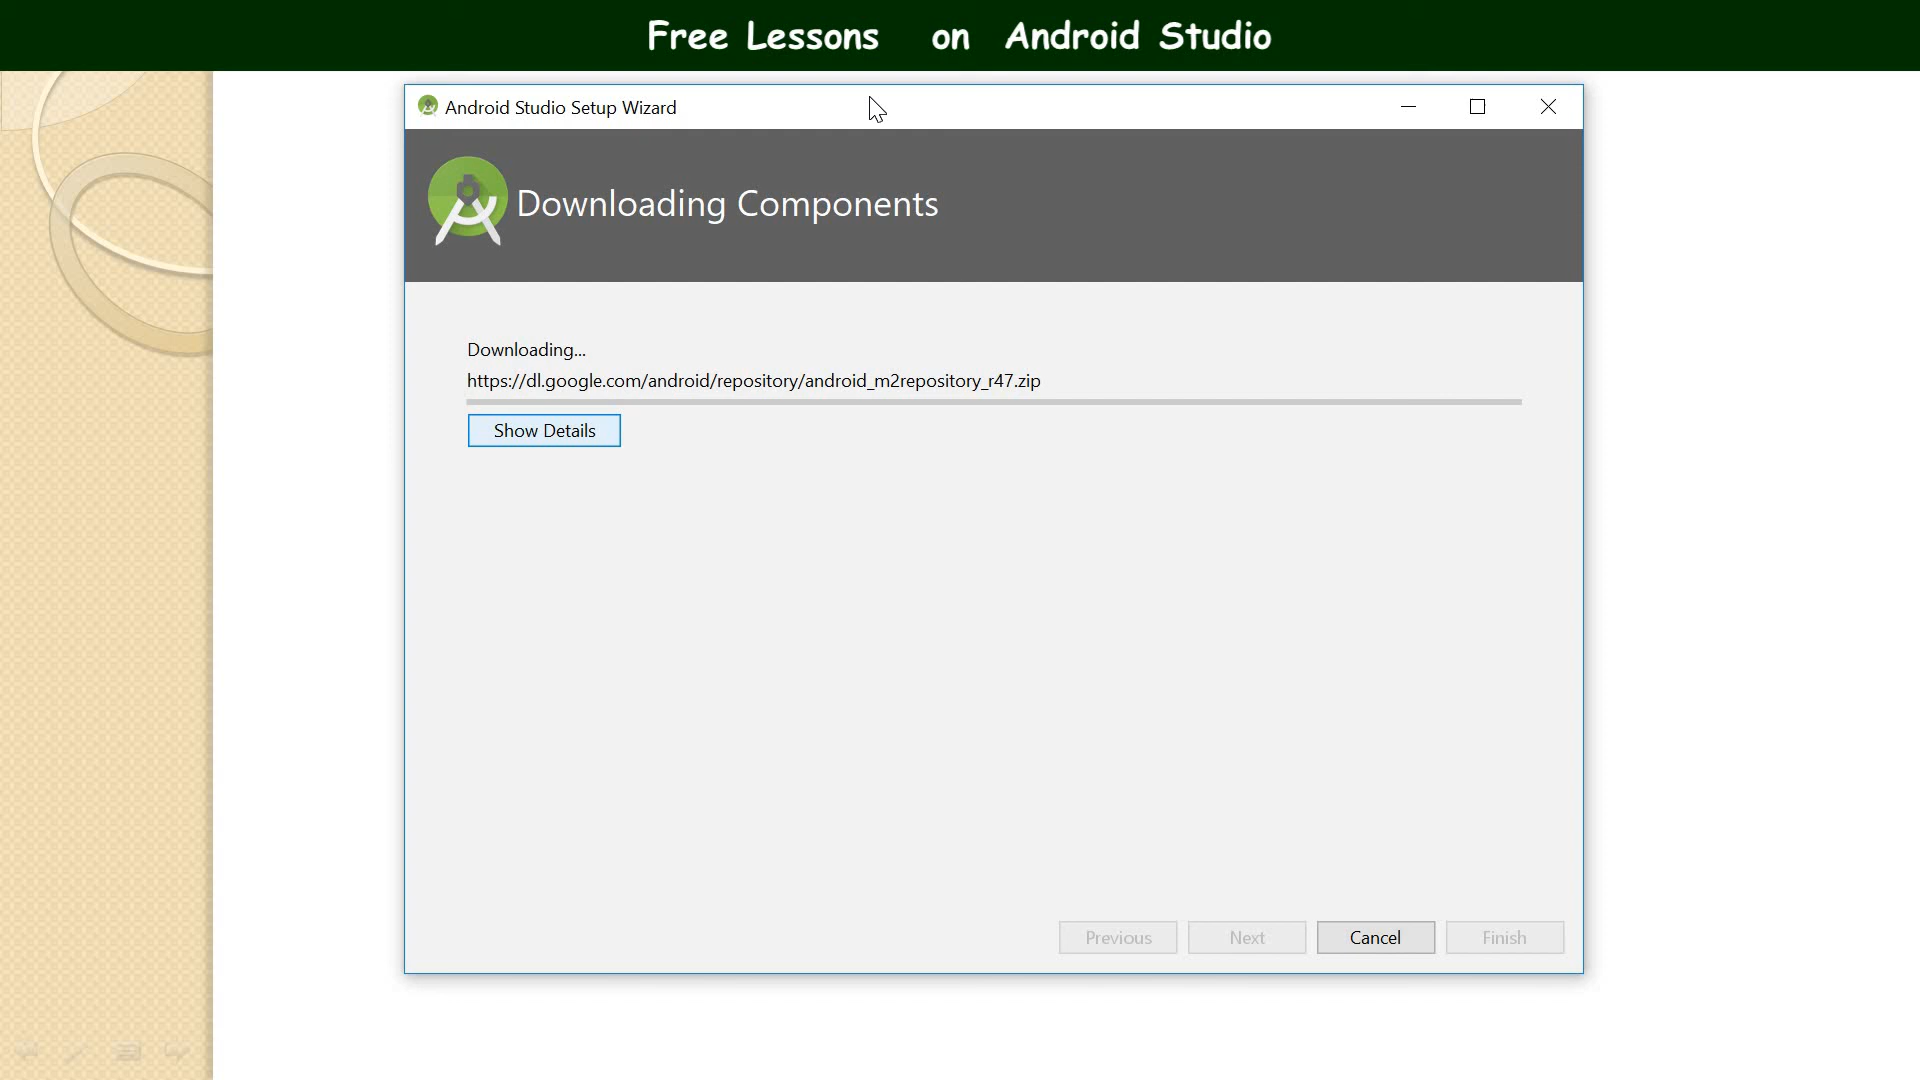 Free Lessons on Android Studio
Android Studio Setup Wizard
Downloading Components
Downloading...
https://dl.google.com/android/repository/android_m2repository_r47.zip
Show Details
Previous
Next
Cancel
Finish